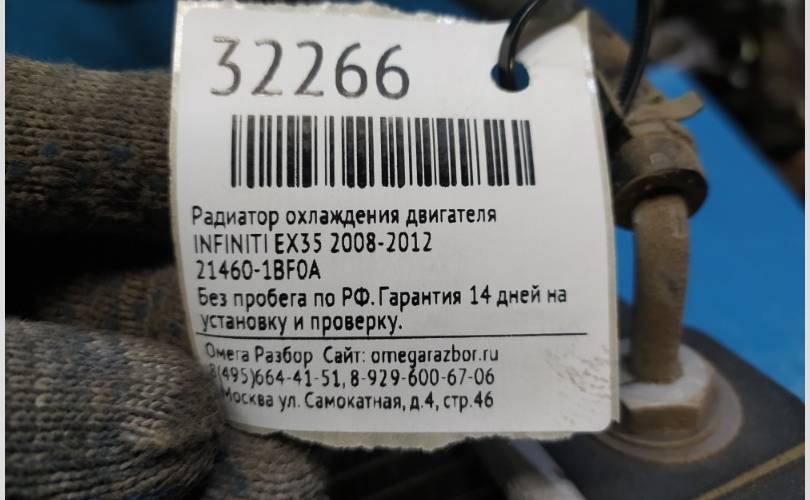 32266
Радиатор охлаждения двигателя
INFINITI EX35 2008-2012
21460-1BF0A
Без пробега по РФ. Гарантия 14 дней на
установку и проверку.
Омега Разбор Сайт: omegarazbor.ru
8(495)664-41-51, 8-929-600-67-06
Москва ул. Самокатная, д.4, стр.46